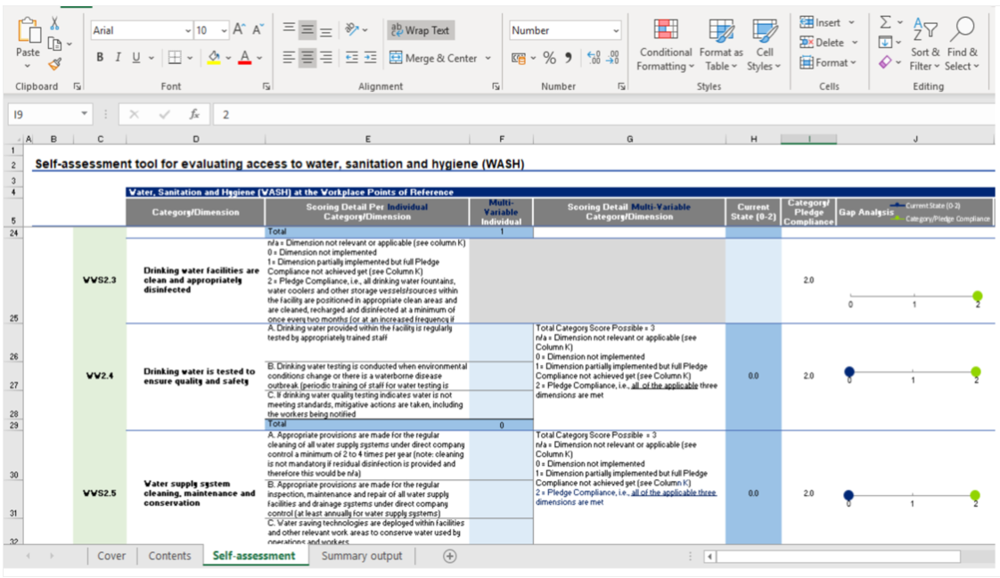 Arial 10 A^ Aˇ Wrap Text Number Insert
Paste B I U A Merge & Center % Conditional Format as Cell Delete Sort & Find &
Formatting Table Styles Format Filter Select
Clipboard Font Alignment Number Styles Cells Editing
I9 fx 2
A B C D E F G H I J
1
2 Self-assessment tool for evaluating access to water, sanitation and hygiene (WASH)
3
4 Water, Sanitation and Hygiene (WASH) at the Workplace Points of Reference
5 Category/Dimension
Scoring Detail Per Individual
Category/Dimension
Multi-
Variable
Individual
Scoring Detail Multi-Variable
Category/Dimension
Current
State (0-2)
Category/
Pledge
Compliance
Gap Analysis
Current State (0-2)
Category/Pledge Compliance
24 Total 1
25
WWS2.3
Drinking water facilities are
clean and appropriately
disinfected
n/a = Dimension not relevant or applicable (see column K)
0 = Dimension not implemented
1 = Dimension partially implemented but full Pledge
Compliance not achieved yet (see Column K)
2 = Pledge Compliance, i.e., all drinking water fountains,
water coolers and other storage vessels/sources within
the facility are positioned in appropriate clean areas and
are cleaned, recharged and disinfected at a minimum of
once every two months (or at an increased frequency if
2.0
0 1 2
26
27
28
WW2.4
Drinking water is tested to
ensure quality and safety
A. Drinking water provided within the facility is regularly
tested by appropriately trained staff
B. Drinking water testing is conducted when environmental
conditions change or there is a waterborne disease
outbreak (periodic training of staff for water testing is
C. If drinking water quality testing indicates water is not
meeting standards, mitigative actions are taken, including
the workers being notified
Total Category Score Possible = 3
n/a = Dimension not relevant or applicable (see
Column K)
0 = Dimension not implemented
1 = Dimension partially implemented but full Pledge
Compliance not achieved yet (see Column K)
2 = Pledge Compliance, i.e., all of the applicable three
dimensions are met
0.0 2.0
0 1 2
29 Total 0
30
31
32
WWS2.5
Water supply system
cleaning, maintenance and
conservation
A. Appropriate provisions are made for the regular
cleaning of all water supply systems under direct company
control a minimum of 2 to 4 times per year (note: cleaning
is not mandatory if residual disinfection is provided and
therefore this would be n/a)
B. Appropriate provisions are made for the regular
inspection, maintenance and repair of all water supply
facilities and drainage systems under direct company
control (at least annually for water supply systems)
C. Water saving technologies are deployed within facilities
and other relevant work areas to conserve water used by
operations and workers
Total Category Score Possible = 3
n/a = Dimension not relevant or applicable (see
Column K)
0 = Dimension not implemented
1 = Dimension partially implemented but full Pledge
Compliance not achieved yet (see Column K)
2 = Pledge Compliance, i.e., all of the applicable three
dimensions are met
0.0 2.0
0 1 2
Cover Contents Self-assessment Summary output